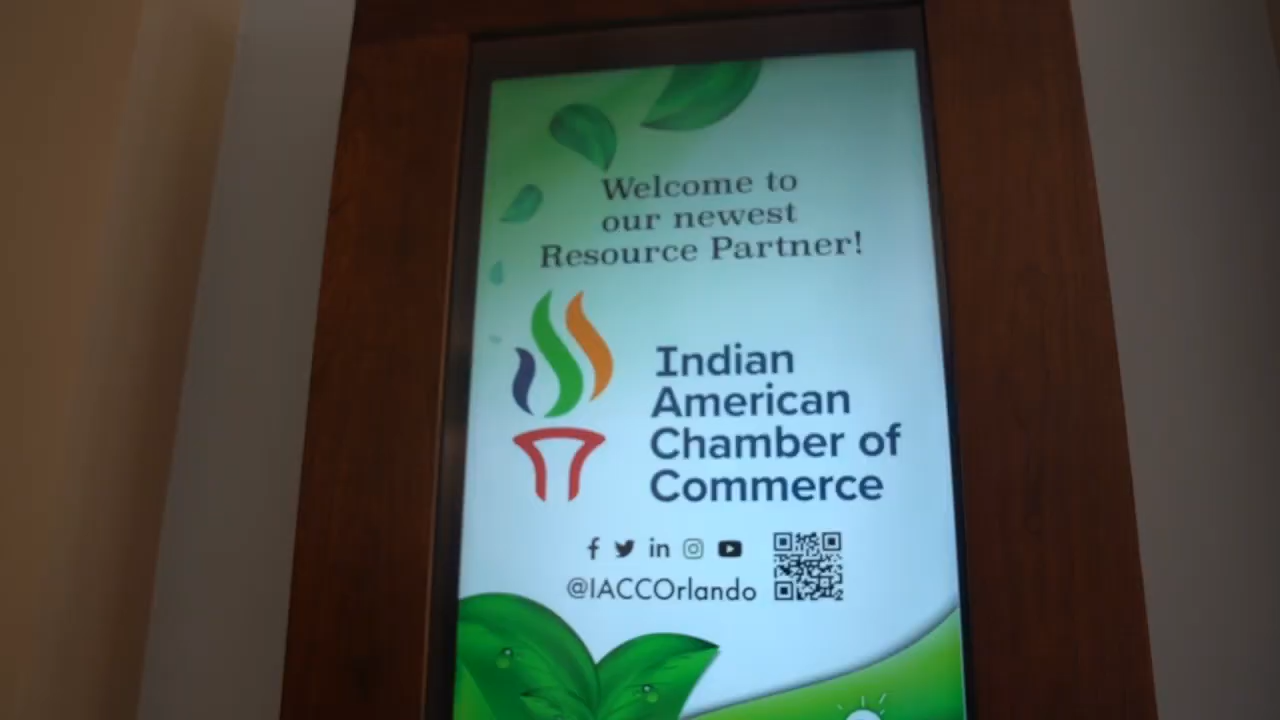 Welcome to
our newest
Resource Partner!
Indian
American
Chamber of
Commerce
@IACCOrlando